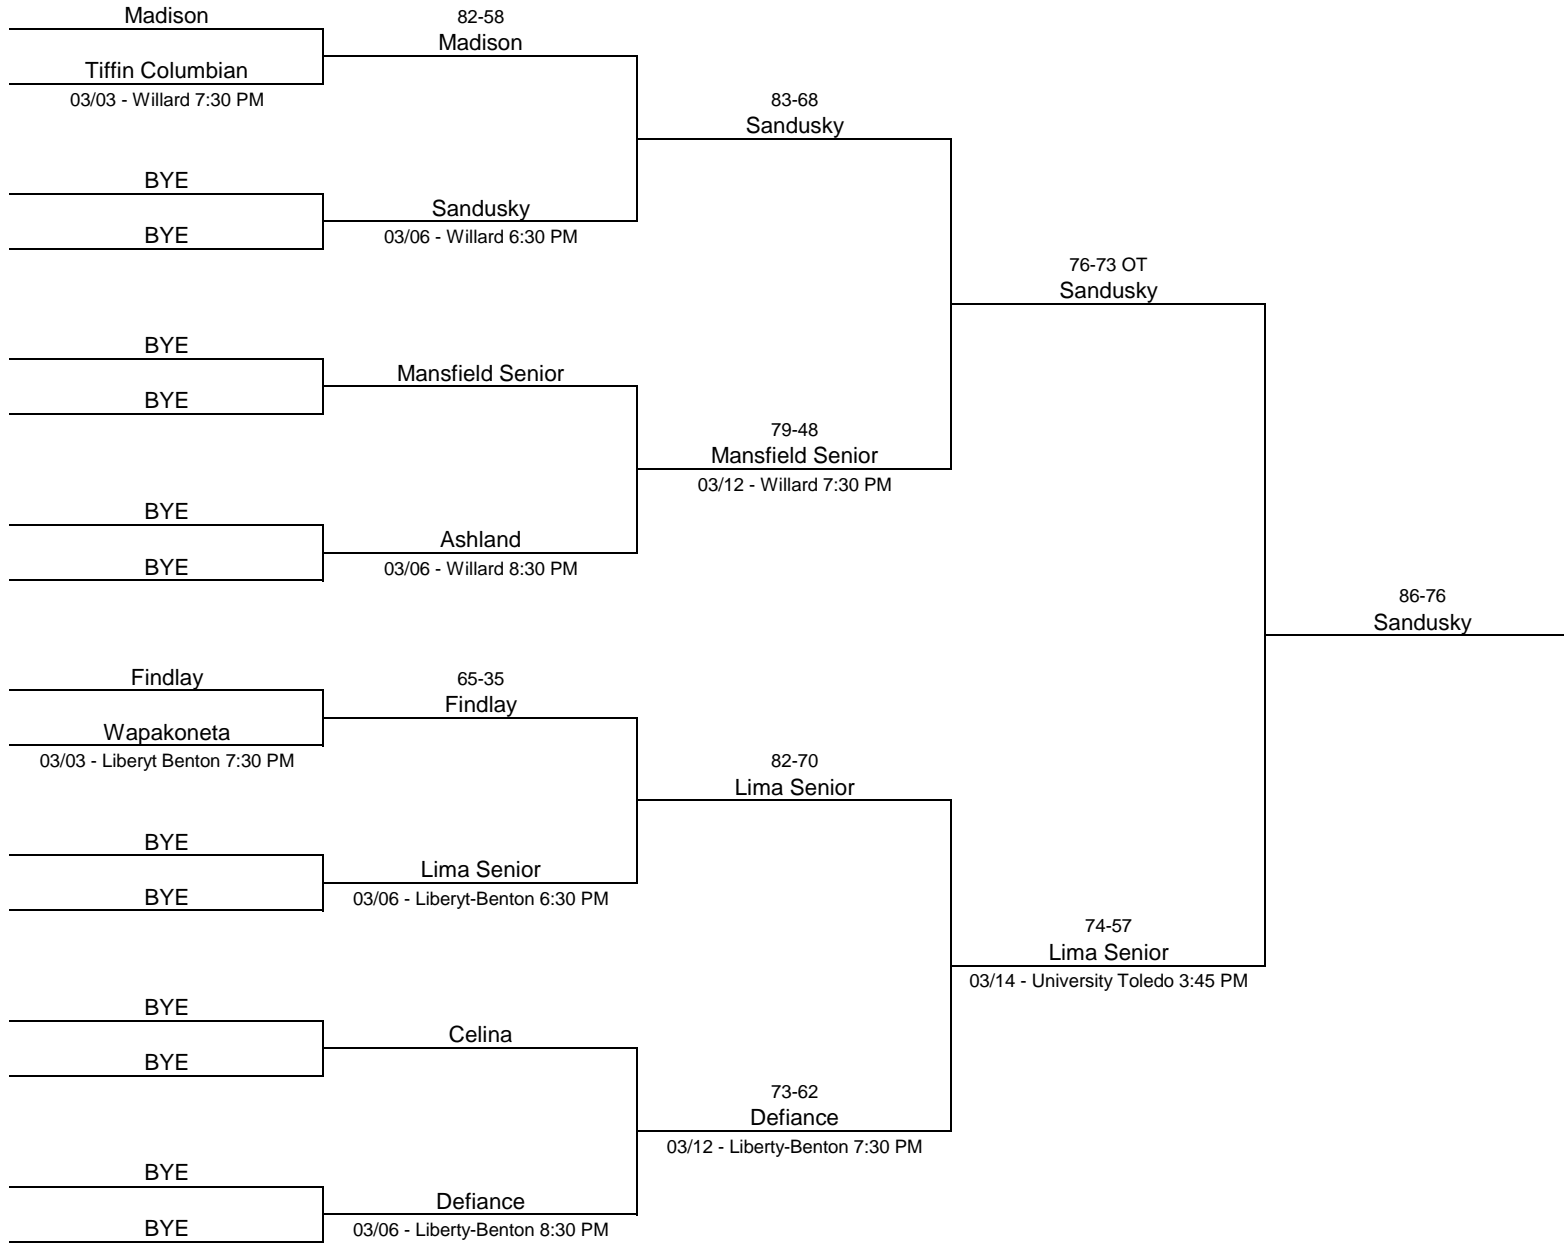 Madison
82-58
Madison
Tiffin Columbian
03/03 - Willard 7:30 PM
83-68
Sandusky
BYE
Sandusky
BYE
03/06 - Willard 6:30 PM
76-73 OT
Sandusky
BYE
Mansfield Senior
BYE
79-48
Mansfield Senior
03/12 - Willard 7:30 PM
BYE
Ashland
BYE
03/06 - Willard 8:30 PM
86-76
Sandusky
Findlay
65-35
Findlay
Wapakoneta
03/03 - Liberyt Benton 7:30 PM
82-70
Lima Senior
BYE
Lima Senior
BYE
03/06 - Liberyt-Benton 6:30 PM
74-57
Lima Senior
03/14 - University Toledo 3:45 PM
BYE
Celina
BYE
73-62
Defiance
03/12 - Liberty-Benton 7:30 PM
BYE
Defiance
BYE
03/06 - Liberty-Benton 8:30 PM